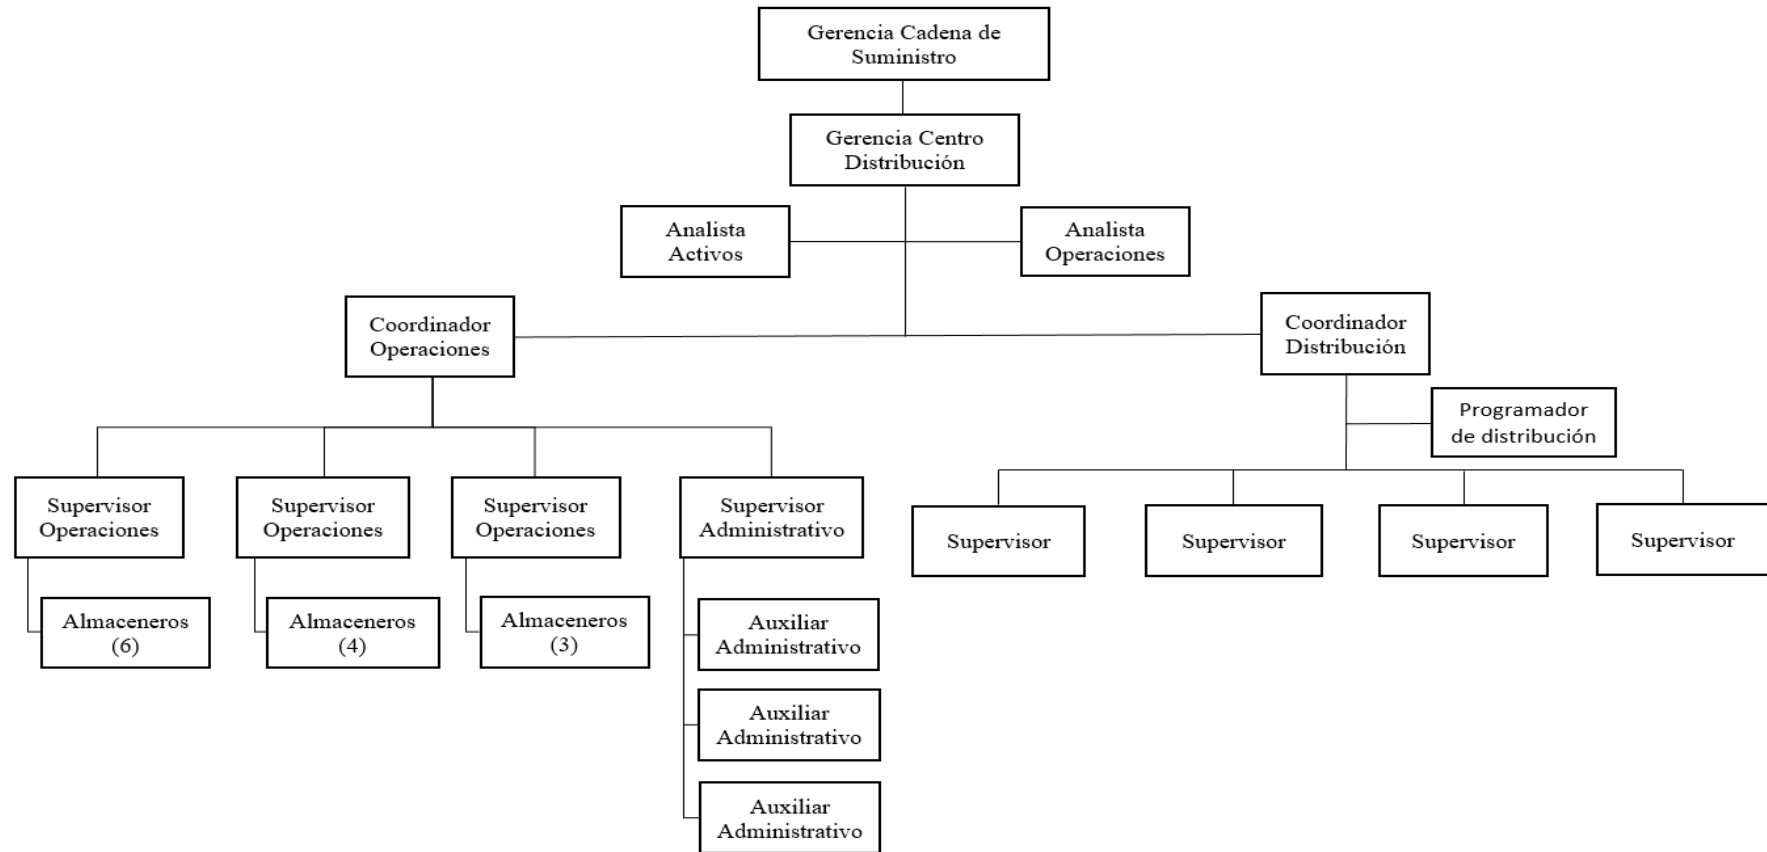 Gerencia Cadena de
Suministro
Gerencia Centro
Distribución
Analista
Activos
Analista
Operaciones
Coordinador
Operaciones
Coordinador
Distribución
Programador
de distribución
Supervisor
Operaciones
Supervisor
Operaciones
Supervisor
Operaciones
Supervisor
Administrativo
Supervisor
Supervisor
Supervisor
Supervisor
Almaceneros
(6)
Almaceneros
(4)
Almaceneros
(3)
Auxiliar
Administrativo
Auxiliar
Administrativo
Auxiliar
Administrativo